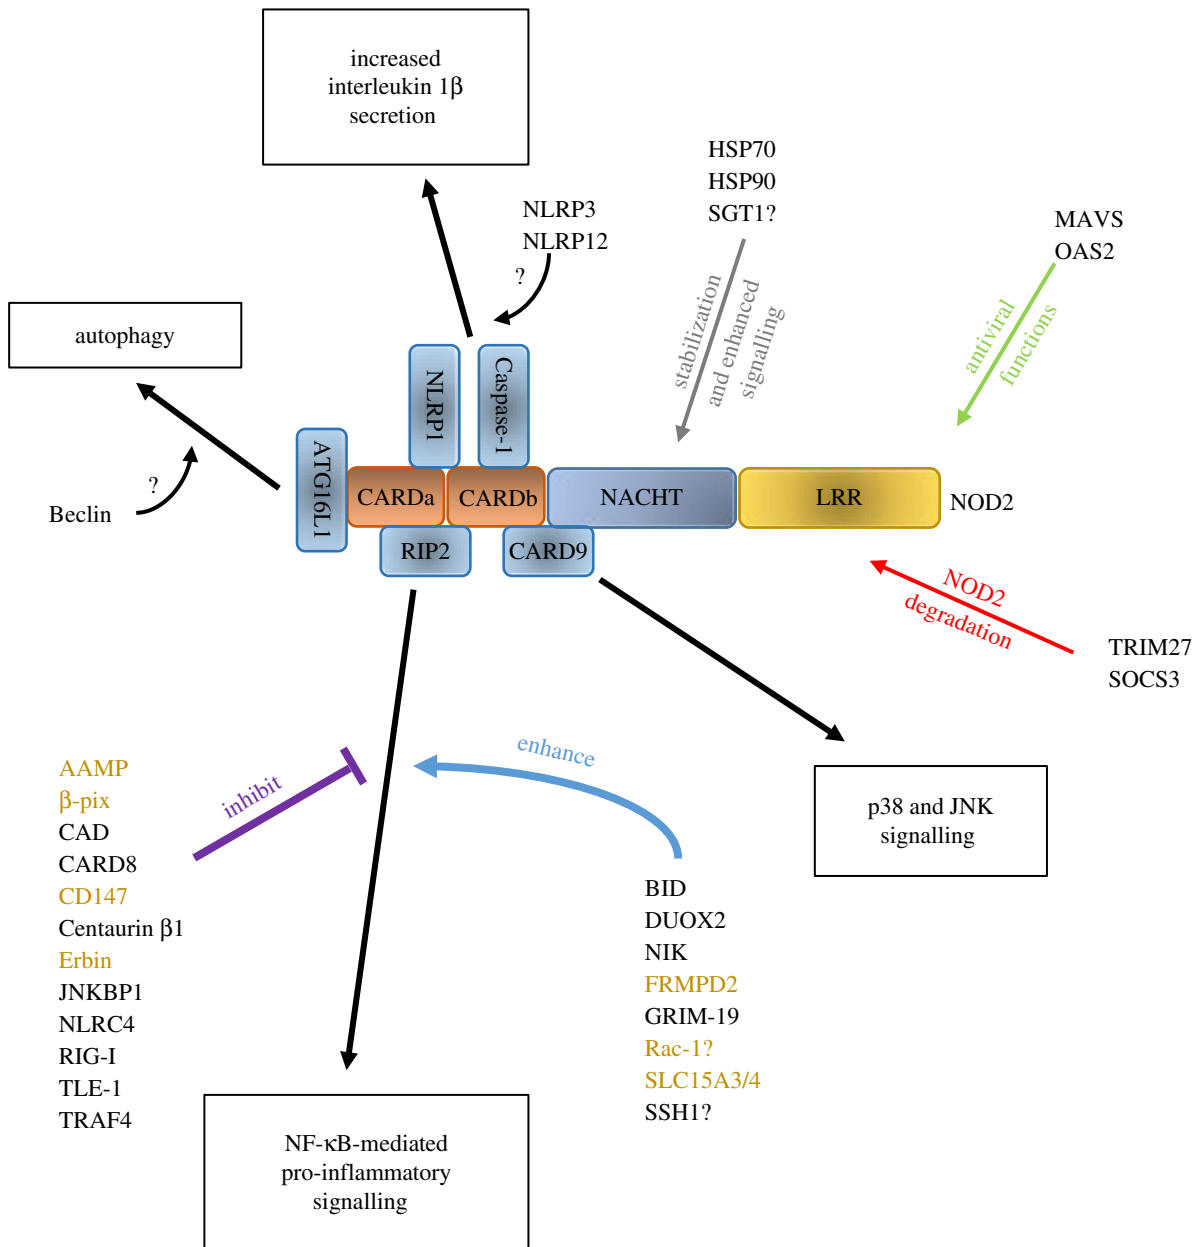 increased
interleukin 1β
secretion
HSP70
HSP90
SGT1?
NLRP3
NLRP12
?
MAVS
OAS2
stabilization
and enhanced
signalling
antiviral
functions
autophagy
NLRP1
Caspase-1
ATG16L1
?
Beclin
CARDa
CARDb
NACHT
LRR
NOD2
RIP2
CARD9
NOD2
degradation
TRIM27
SOCS3
enhance
inhibit
AAMP
β-pix
CAD
CARD8
CD147
Centaurin β1
Erbin
JNKBP1
NLRC4
RIG-I
TLE-1
TRAF4
p38 and JNK
signalling
BID
DUOX2
NIK
FRMPD2
GRIM-19
Rac-1?
SLC15A3/4
SSH1?
NF-κB-mediated
pro-inflammatory
signalling